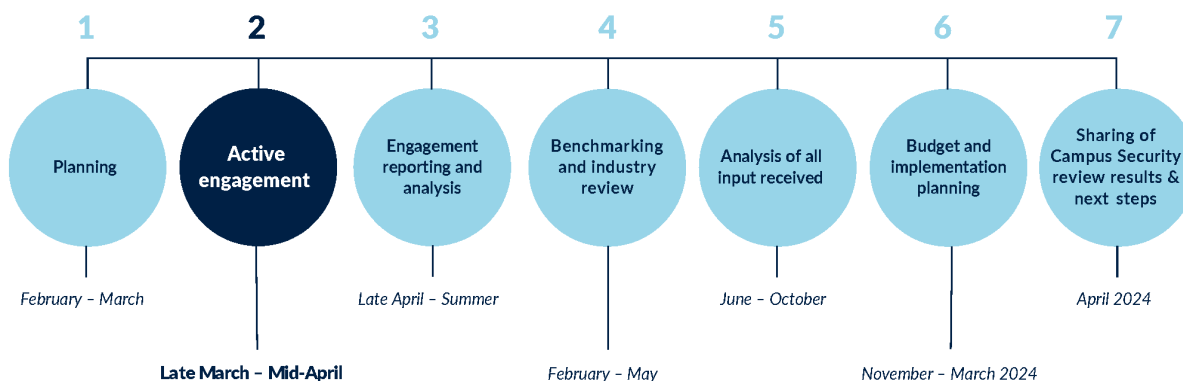 1
2
3
4
5
6
7
Planning
Active
engagement
Engagement
reporting and
analysis
Benchmarking
and industry
review
Analysis of all
input received
Budget and
implementation
planning
Sharing of
Campus Security
review results &
next steps
February – March
Late March – Mid-April
Late April – Summer
February – May
June – October
November – March 2024
April 2024